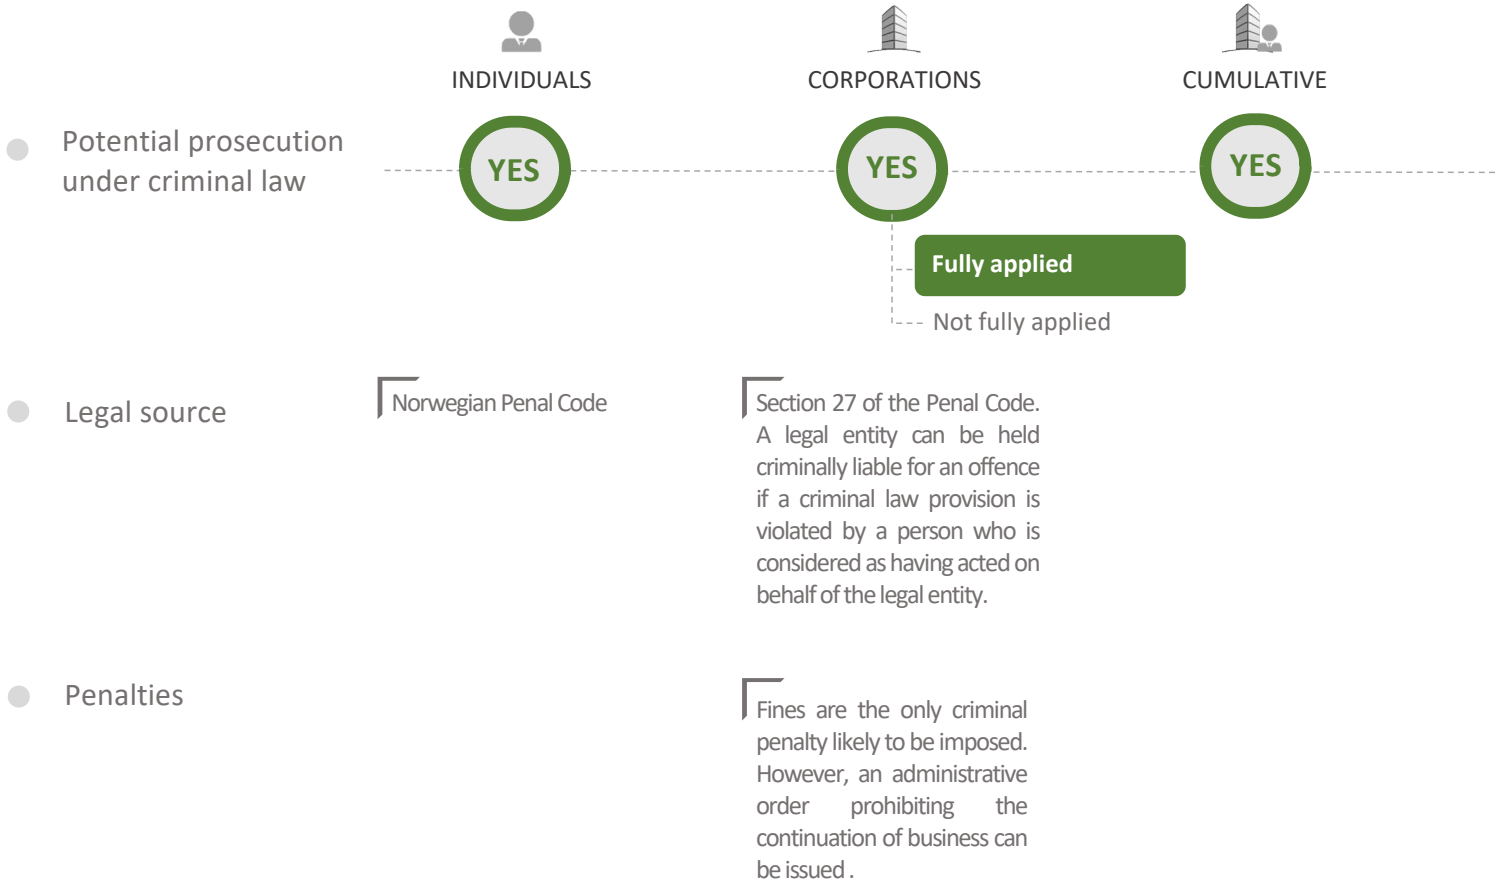 INDIVIDUALS
CORPORATIONS
CUMULATIVE
Potential prosecution
under criminal law
YES
YES
YES
Fully applied
Not fully applied
Legal source
Norwegian Penal Code
Section 27 of the Penal Code.
A legal entity can be held
criminally liable for an offence
if a criminal law provision is
violated by a person who is
considered as having acted on
behalf of the legal entity.
Penalties
Fines are the only criminal
penalty likely to be imposed.
However, an administrative
order prohibiting the
continuation of business can
be issued .